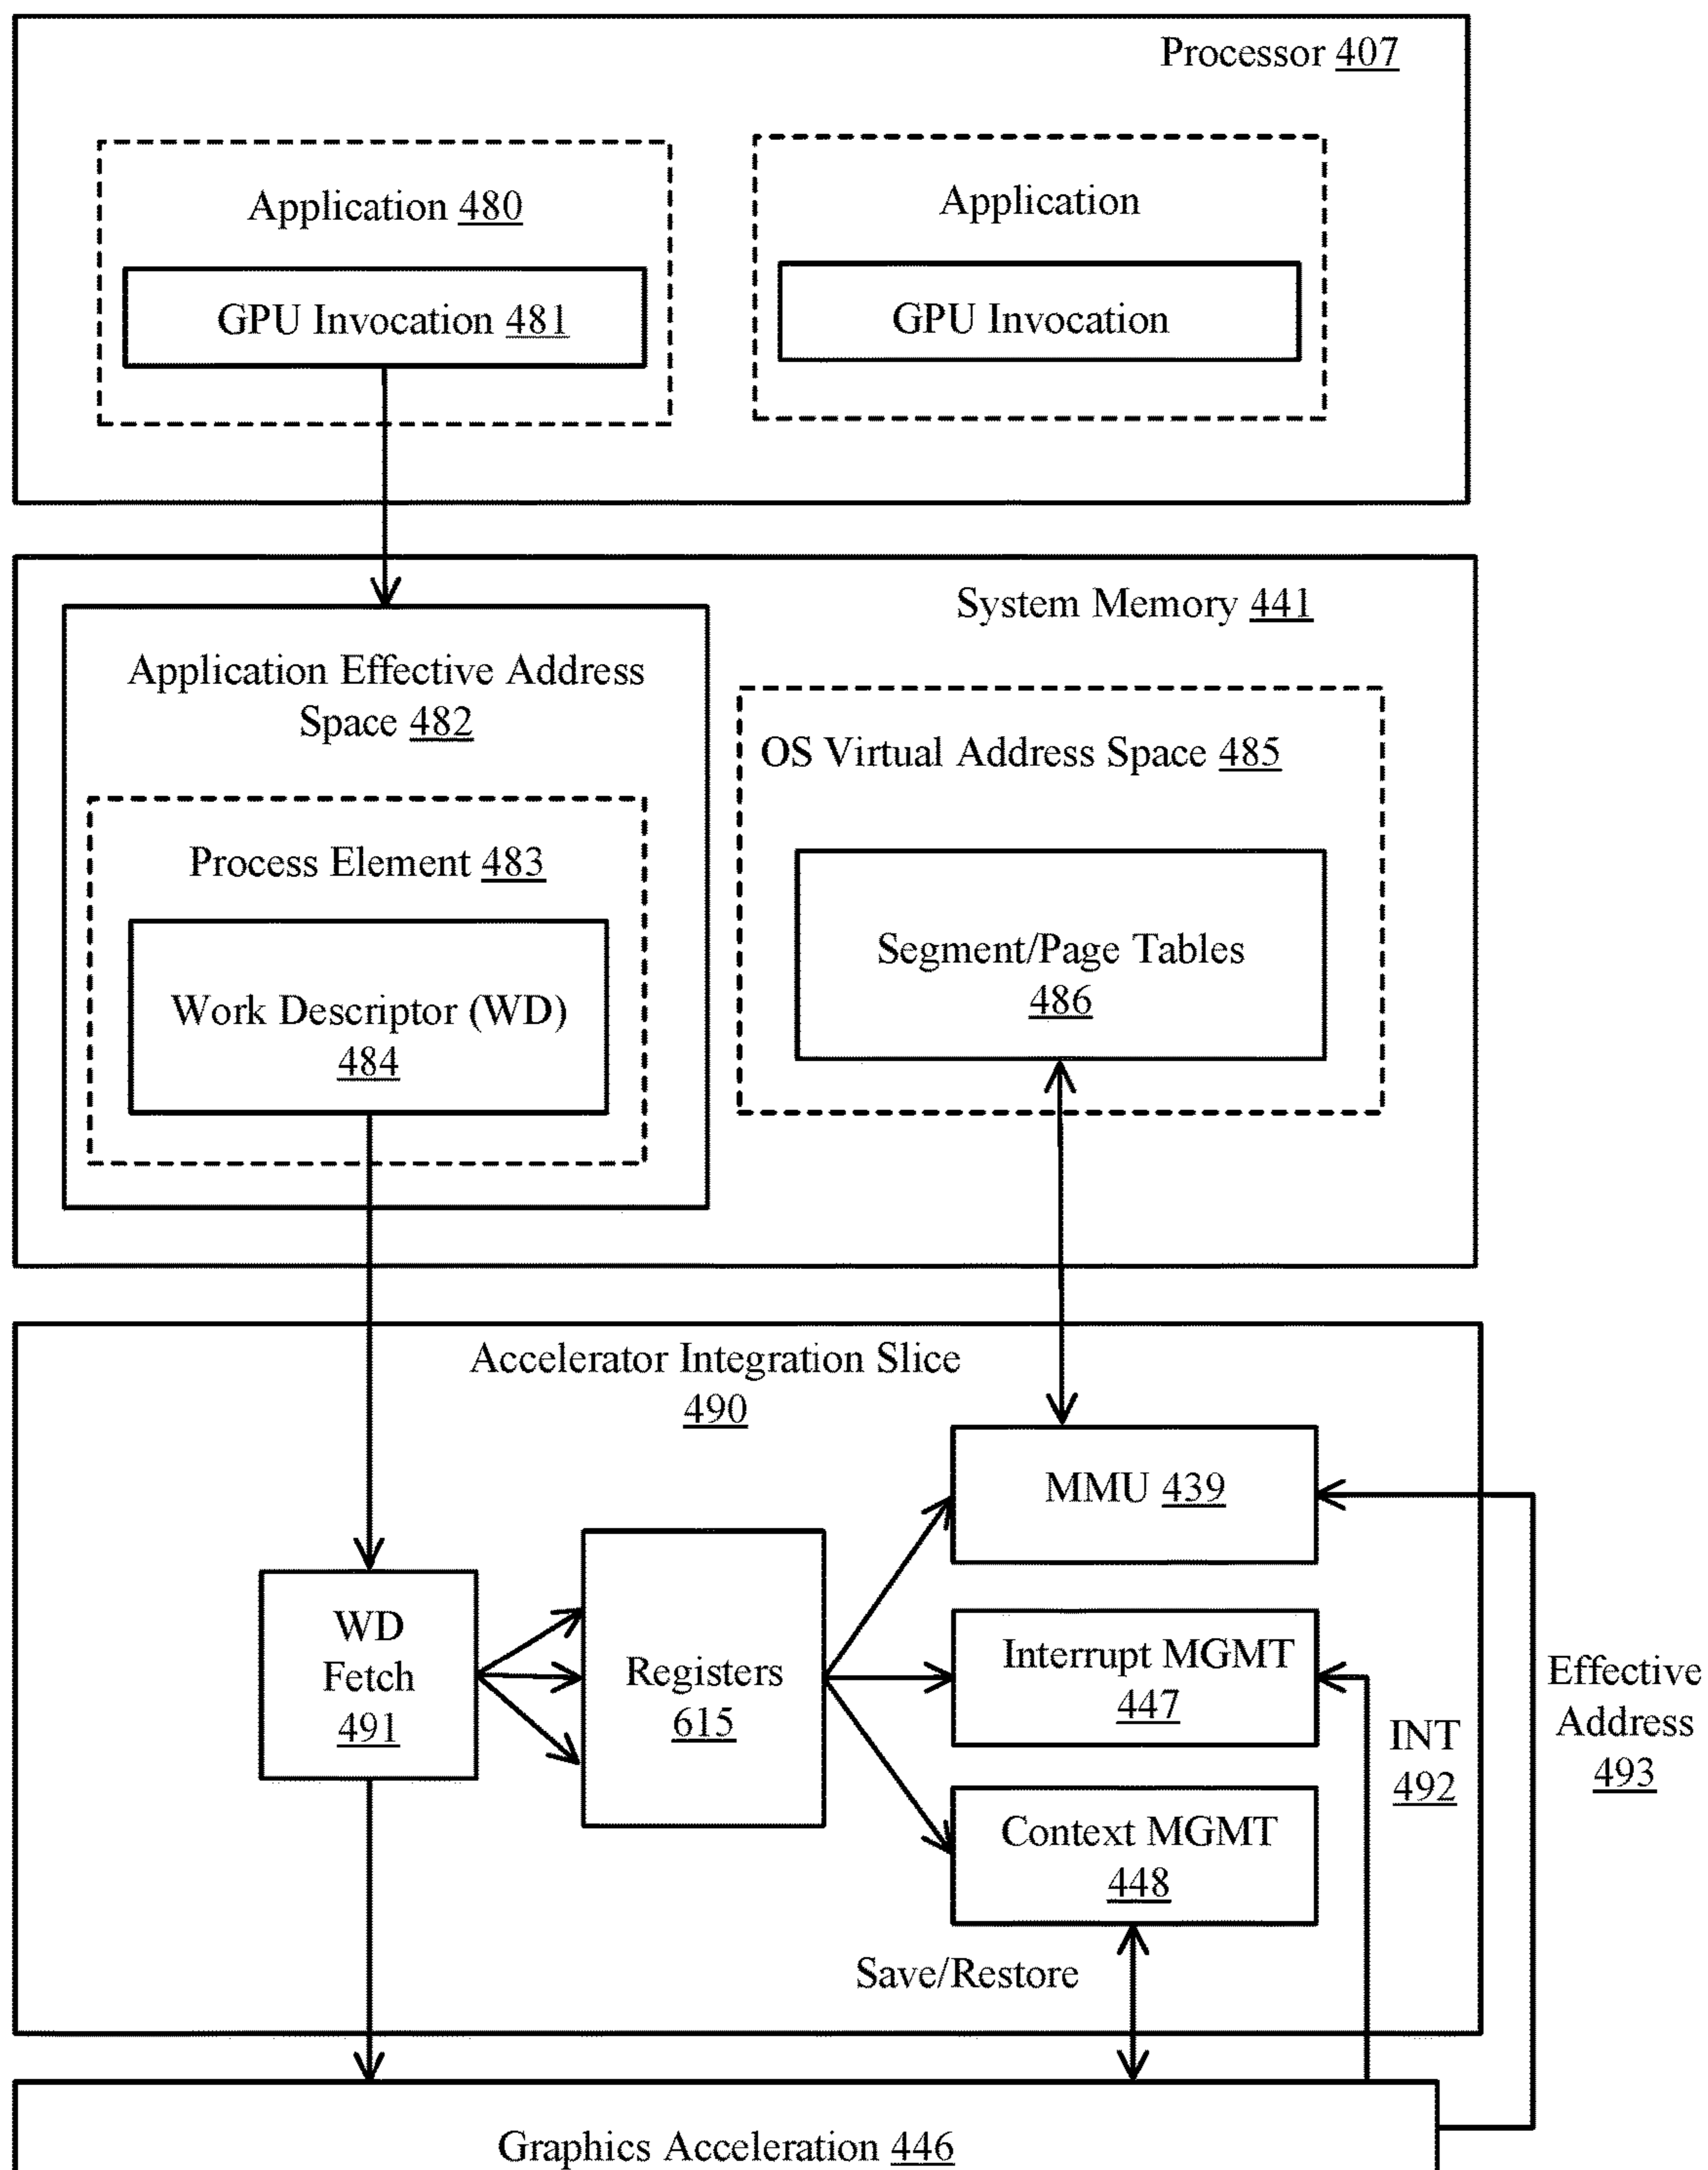 Processor 407
Application 480
GPU Invocation 481
Application
GPU Invocation
System Memory 441
Application Effective Address
Space 482
Process Element 483
Work Descriptor (WD)
484
OS Virtual Address Space 485
Segment/Page Tables
486
Accelerator Integration Slice
490
WD
Fetch
491
Registers
615
MMU 439
Interrupt MGMT
447
Context MGMT
448
Save/Restore
INT
492
Effective
Address
493
Graphics Acceleration 446